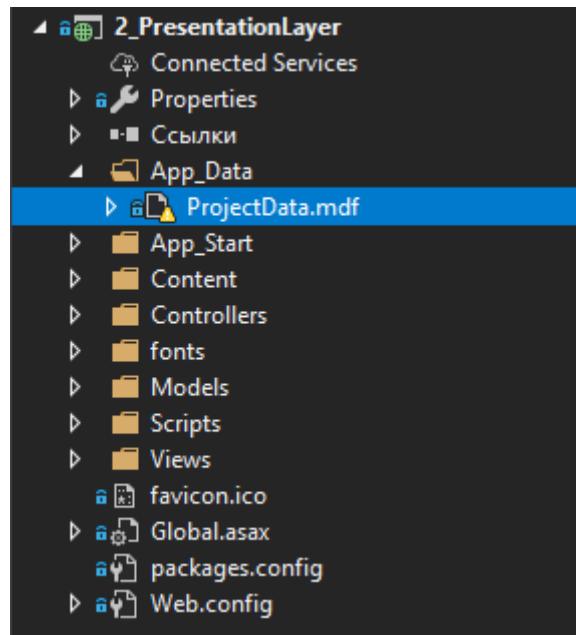 2_PresentationLayer
Connected Services
Properties
Ссылки
App_Data
ProjectData.mdf
App_Start
Content
Controllers
fonts
Models
Scripts
Views
favicon.ico
Global.asax
packages.config
Web.config